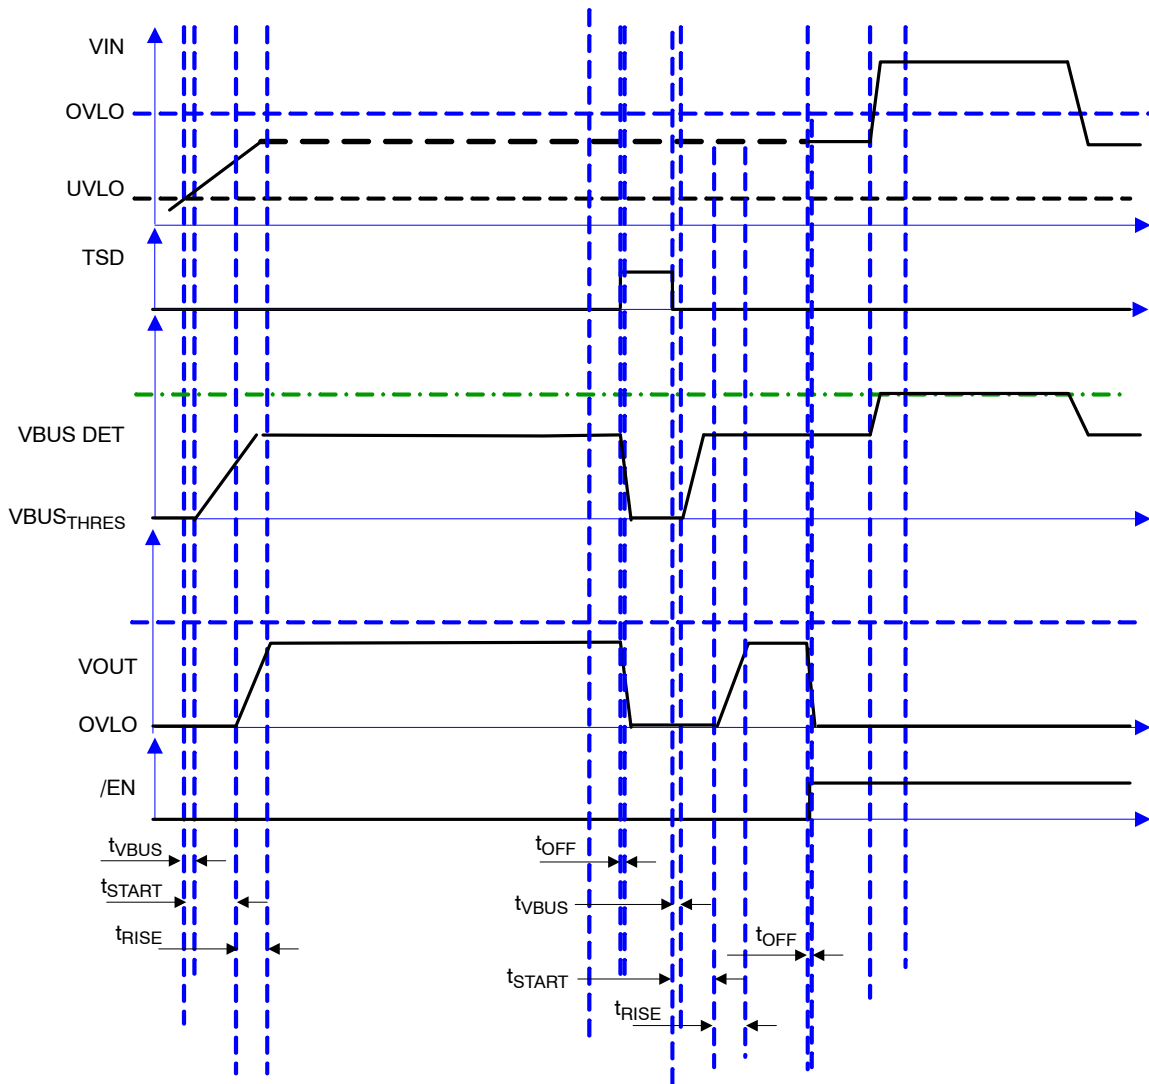 VIN
OVLO
UVLO
TSD
VBUS DET
VBUSTHRES
VOUT
OVLO
/EN
tVBUS
tOFF
tSTART
tVBUS
tRISE
tOFF
tSTART
tRISE